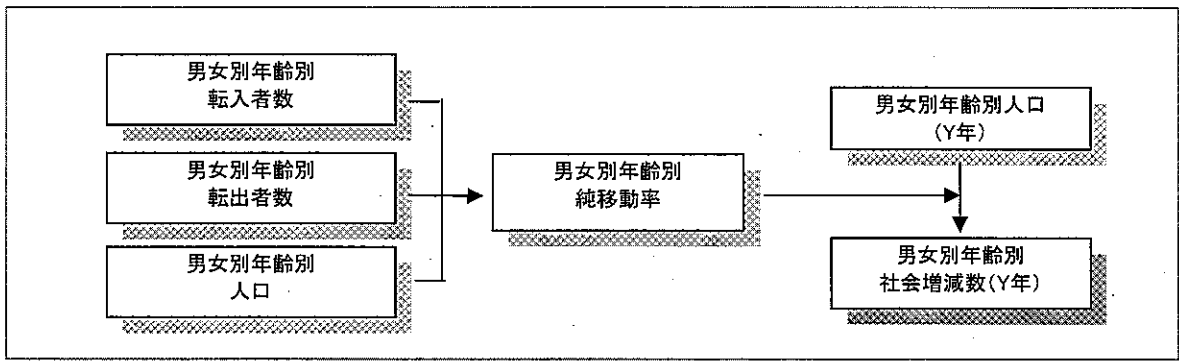 男女別年齢別
転入者数
男女別年齢別
転出者数
男女別年齢別
人口
男女別年齢別
純移動率
男女別年齢別人口
(Y年)
男女別年齢別
社会増減数(Y年)